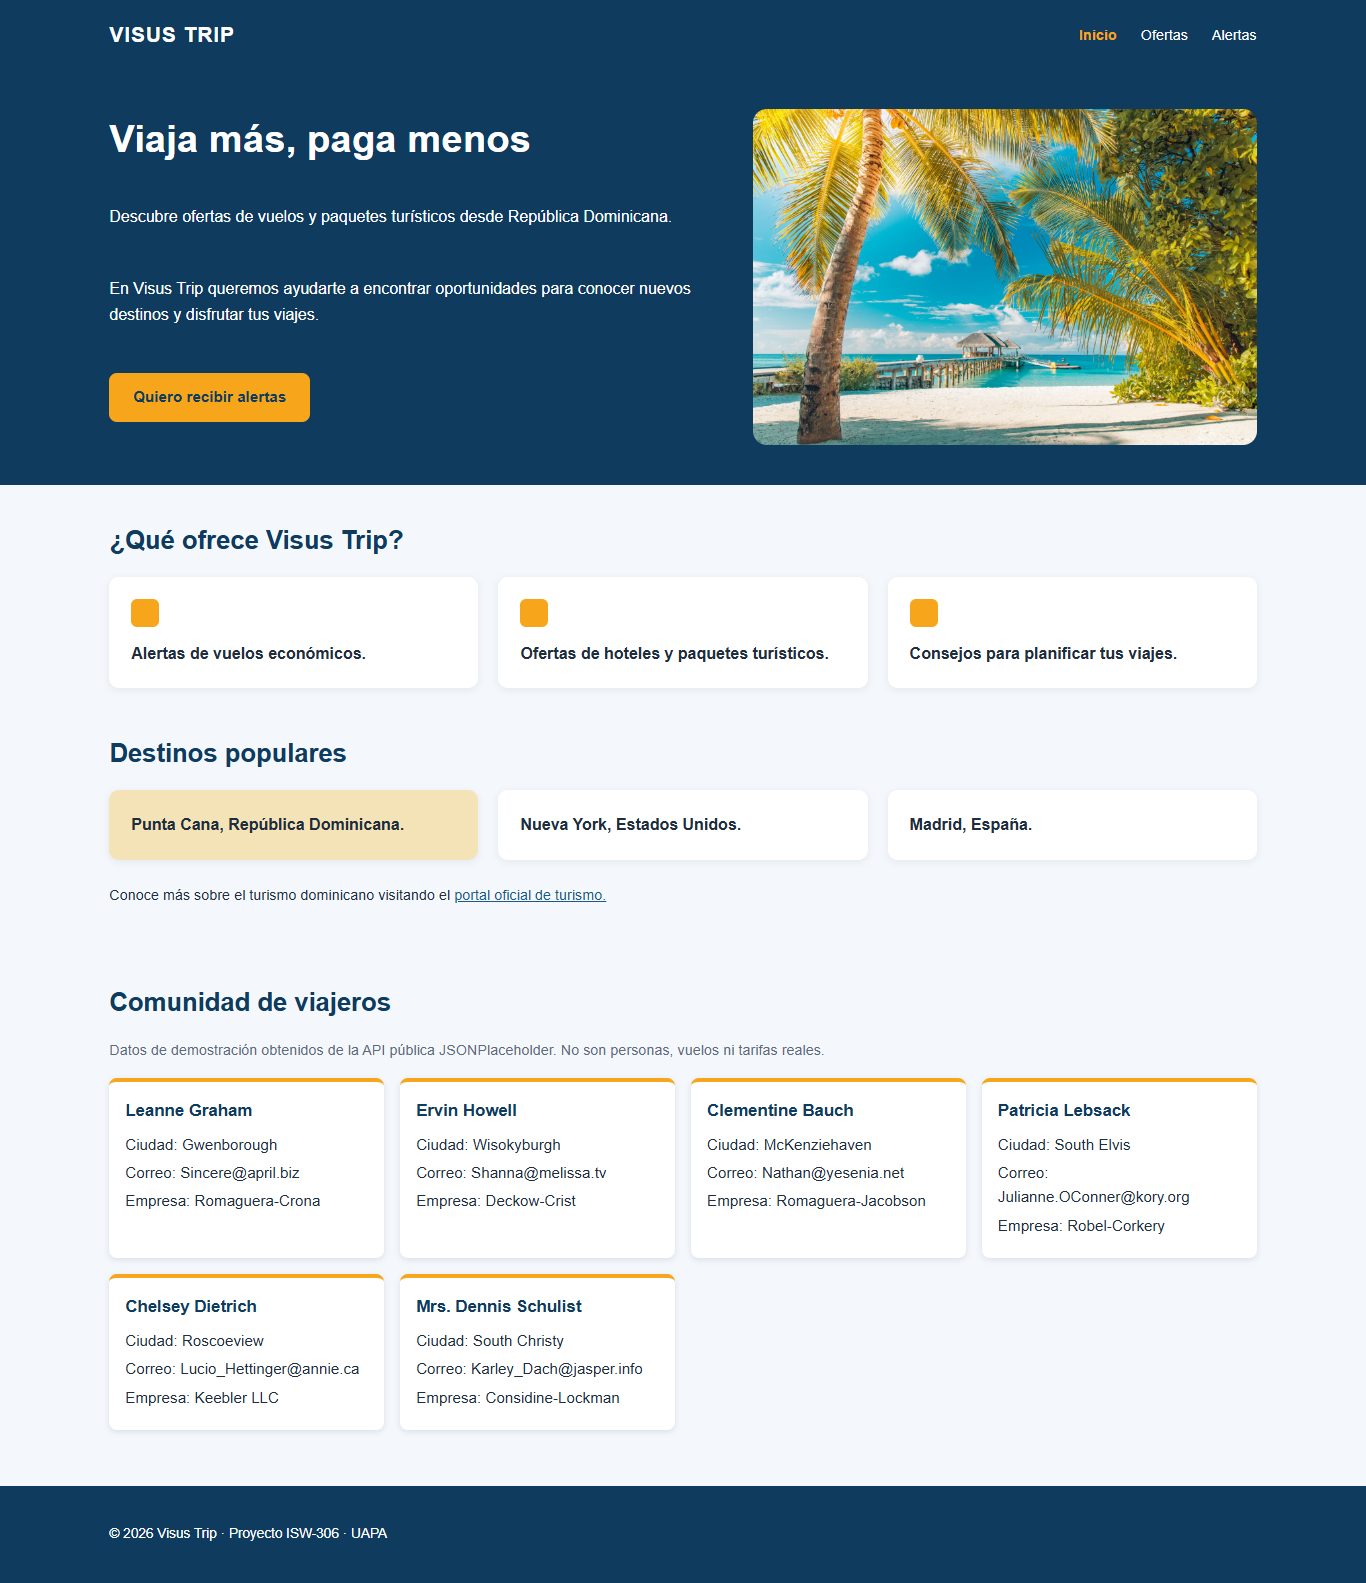 VISUS TRIP
Inicio Ofertas Alertas
Viaja más, paga menos
Descubre ofertas de vuelos y paquetes turísticos desde República Dominicana.
En Visus Trip queremos ayudarte a encontrar oportunidades para conocer nuevos
destinos y disfrutar tus viajes.
Quiero recibir alertas
¿Qué ofrece Visus Trip?
Alertas de vuelos económicos.
Ofertas de hoteles y paquetes turísticos.
Consejos para planificar tus viajes.
Destinos populares
Punta Cana, República Dominicana.
Nueva York, Estados Unidos.
Madrid, España.
Conoce más sobre el turismo dominicano visitando el portal oficial de turismo.
Comunidad de viajeros
Datos de demostración obtenidos de la API pública JSONPlaceholder. No son personas, vuelos ni tarifas reales.
Leanne Graham
Ciudad: Gwenborough
Correo: Sincere@april.biz
Empresa: Romaguera-Crona
Ervin Howell
Ciudad: Wisokyburgh
Correo: Shanna@melissa.tv
Empresa: Deckow-Crist
Clementine Bauch
Ciudad: McKenziehaven
Correo: Nathan@yesenia.net
Empresa: Romaguera-Jacobson
Patricia Lebsack
Ciudad: South Elvis
Correo:
Julianne.OConner@kory.org
Empresa: Robel-Corkery
Chelsey Dietrich
Ciudad: Roscoeview
Correo: Lucio_Hettinger@annie.ca
Empresa: Keebler LLC
Mrs. Dennis Schulist
Ciudad: South Christy
Correo: Karley_Dach@jasper.info
Empresa: Considine-Lockman
© 2026 Visus Trip · Proyecto ISW-306 · UAPA